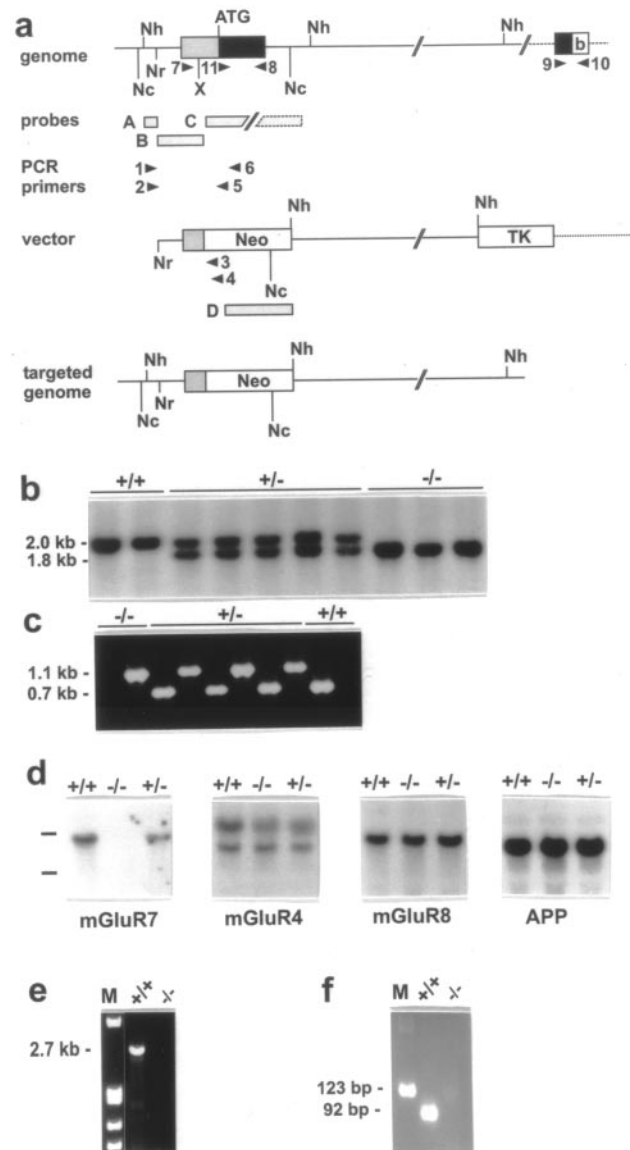 a
ATG
Nh Nh Nh
genome b
Nr 7 11 8 9 10
Nc X Nc
probes A C
B
PCR 1 6
primers 2 5
Nh Nh
vector Neo TK
Nr 3
4 Nc
D
Nh Nh Nh
targeted
genome Neo
Nr
Nc Nc
b
+/+ +/- -/-
2.0 kb -
1.8 kb -
c
-/- +/- +/+
1.1 kb -
0.7 kb -
d
+/+ -/- +/- +/+ -/- +/- +/+ -/- +/- +/+ -/- +/-
mGluR7 mGluR4 mGluR8 APP
e f
M +/+ -/- M +/+ -/-
2.7 kb -
123 bp -
92 bp -